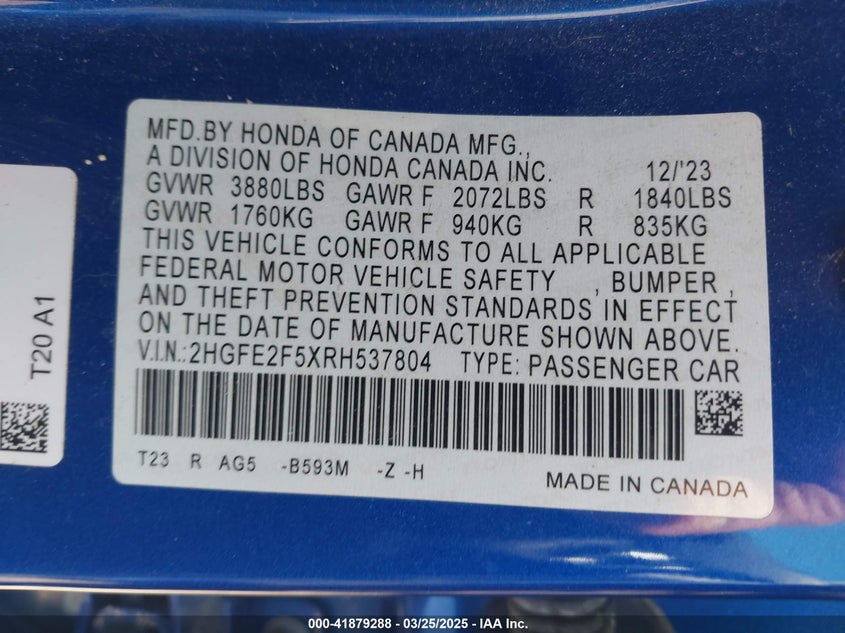 MFD.BY HONDA OF CANADA MFG.,
A DIVISION OF HONDA CANADA INC. 12/'23
GVWR 3880LBS GAWR F 2072LBS R 1840LBS
GVWR 1760KG GAWR F 940KG R 835KG
THIS VEHICLE CONFORMS TO ALL APPLICABLE
FEDERAL MOTOR VEHICLE SAFETY , BUMPER ,
AND THEFT PREVENTION STANDARDS IN EFFECT
ON THE DATE OF MANUFACTURE SHOWN ABOVE.
V.I.N.:2HGFE2F5XRH537804 TYPE: PASSENGER CAR
T23 R AG5 -B593M -Z -H
MADE IN CANADA
T20 A1
000-41879288 - 03/25/2025 - © IAA Inc.